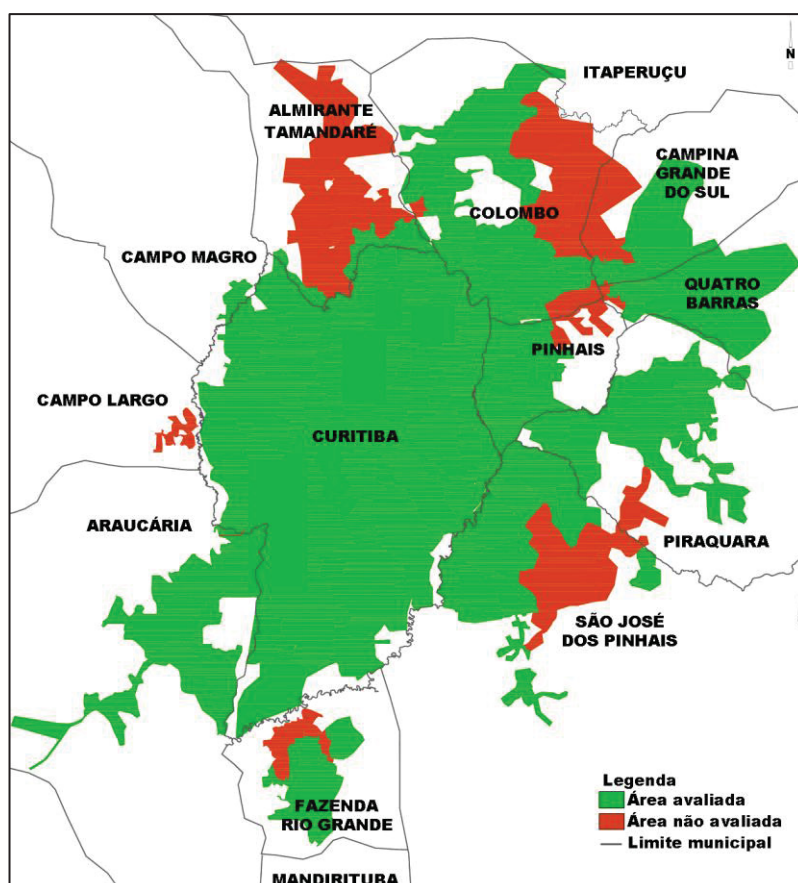 N
ITAPERUÇU
ALMIRANTE
TAMANDARÉ
CAMPINA
GRANDE
DO SUL
COLOMBO
CAMPO MAGRO
QUATRO
BARRAS
PINHAIS
CAMPO LARGO
CURITIBA
ARAUCÁRIA
PIRAQUARA
SÃO JOSÉ
DOS PINHAIS
FAZENDA
RIO GRANDE
MANDIRITUBA
Legenda
Área avaliada
Área não avaliada
Limite municipal